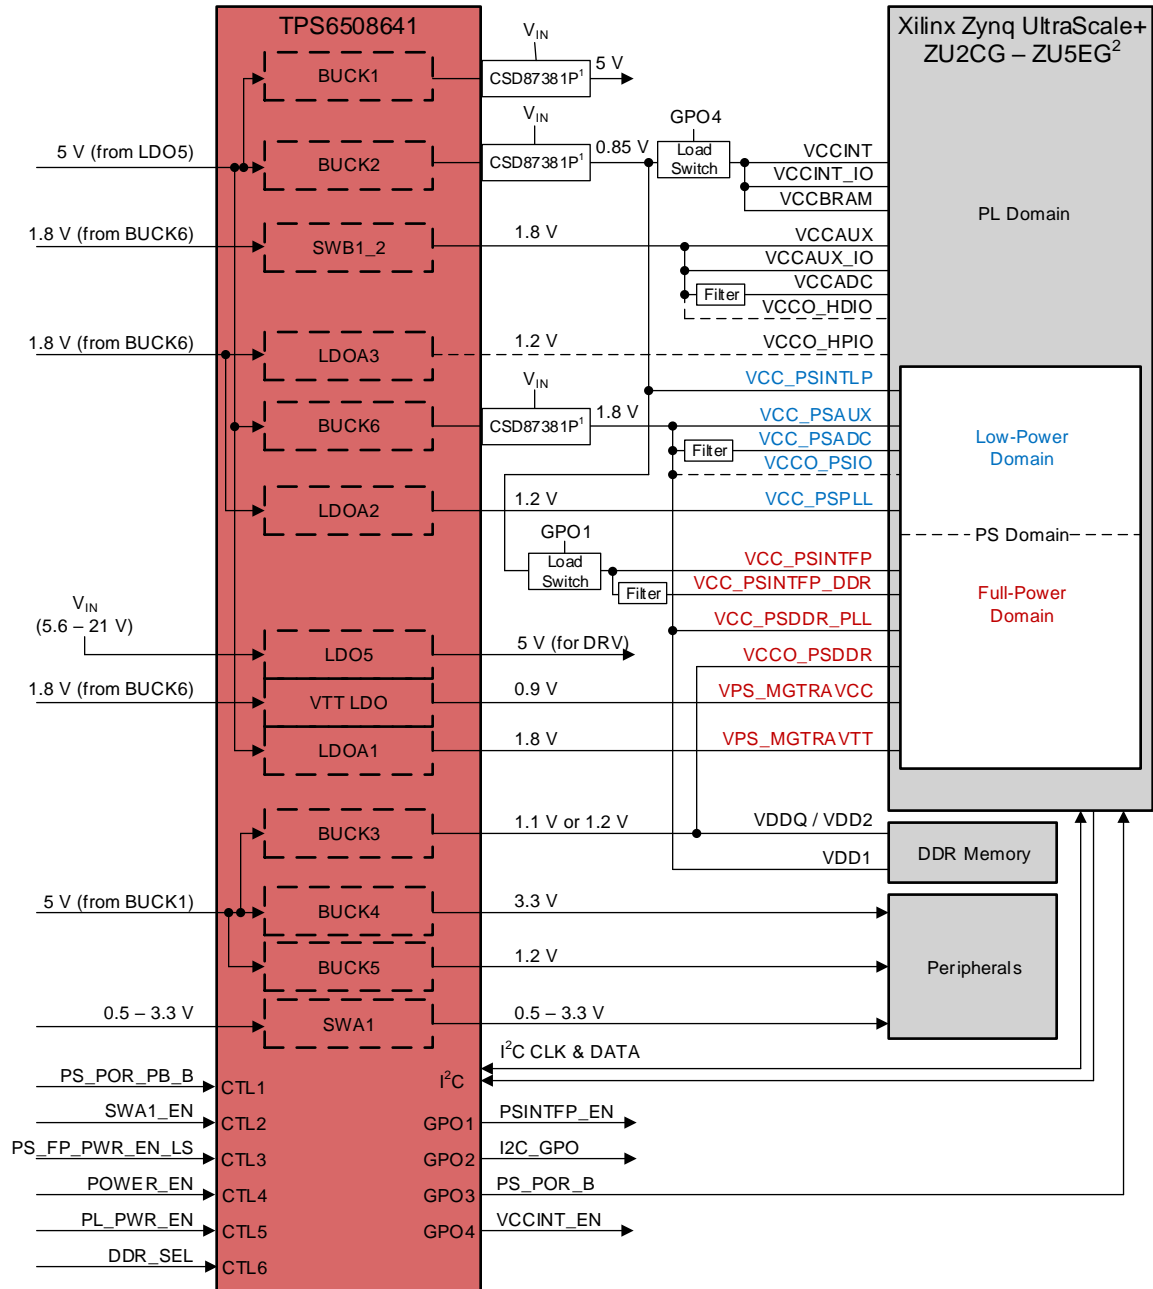 TPS6508641
Xilinx Zynq UltraScale+
ZU2CG – ZU5EG²
V_IN
BUCK1
CSD87381P¹
5 V
V_IN
GPO4
5 V (from LDO5)
BUCK2
CSD87381P¹
0.85 V
Load
Switch
VCCINT
VCCINT_IO
VCCBRAM
PL Domain
1.8 V (from BUCK6)
SWB1_2
1.8 V
VCCAUX
VCCAUX_IO
Filter
VCCADC
VCCO_HDIO
1.8 V (from BUCK6)
LDOA3
1.2 V
VCCO_HPIO
VCC_PSINTLP
V_IN
BUCK6
CSD87381P¹
1.8 V
VCC_PSAUX
Filter
VCC_PSADC
VCCO_PSIO
Low-Power
Domain
LDOA2
1.2 V
VCC_PSPLL
PS Domain
GPO1
Load
Switch
VCC_PSINTFP
Filter
VCC_PSINTFP_DDR
Full-Power
Domain
V_IN
(5.6 – 21 V)
VCC_PSDDR_PLL
LDO5
5 V (for DRV)
VCCO_PSDDR
1.8 V (from BUCK6)
VTT LDO
0.9 V
VPS_MGTRAVCC
LDOA1
1.8 V
VPS_MGTRAVTT
BUCK3
1.1 V or 1.2 V
VDDQ / VDD2
VDD1
DDR Memory
5 V (from BUCK1)
BUCK4
3.3 V
BUCK5
1.2 V
Peripherals
0.5 – 3.3 V
SWA1
0.5 – 3.3 V
I²C CLK & DATA
I²C
PS_POR_PB_B
CTL1
SWA1_EN
CTL2
GPO1
PSINTFP_EN
PS_FP_PWR_EN_LS
CTL3
GPO2
I2C_GPO
POWER_EN
CTL4
GPO3
PS_POR_B
PL_PWR_EN
CTL5
GPO4
VCCINT_EN
DDR_SEL
CTL6